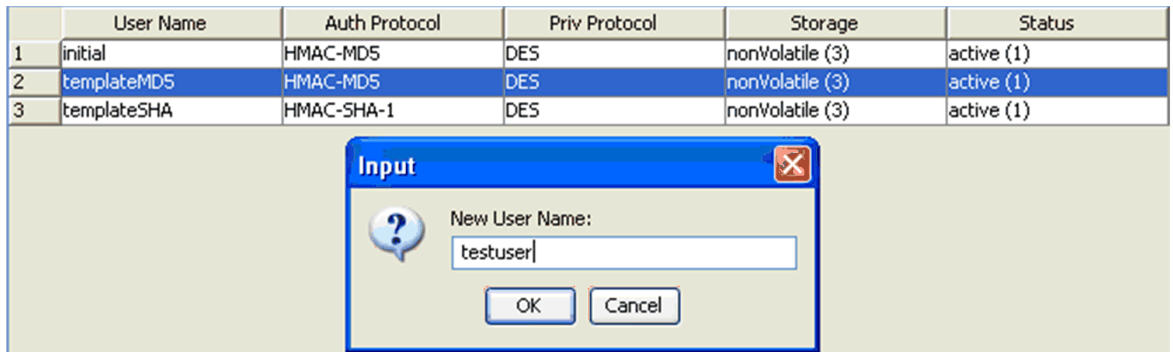 User Name Auth Protocol Priv Protocol Storage Status
1 initial HMAC-MD5 DES nonVolatile (3) active (1)
2 templateMD5 HMAC-MD5 DES nonVolatile (3) active (1)
3 templateSHA HMAC-SHA-1 DES nonVolatile (3) active (1)
Input
New User Name:
testuser
OK Cancel